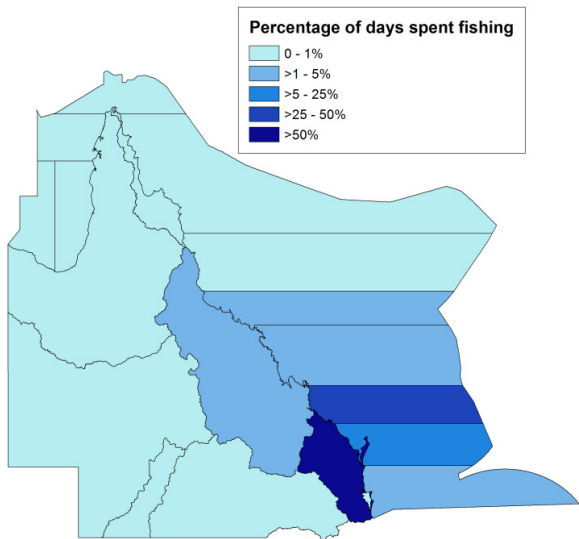 Percentage of days spent fishing
0 - 1%
>1 - 5%
>5 - 25%
>25 - 50%
>50%